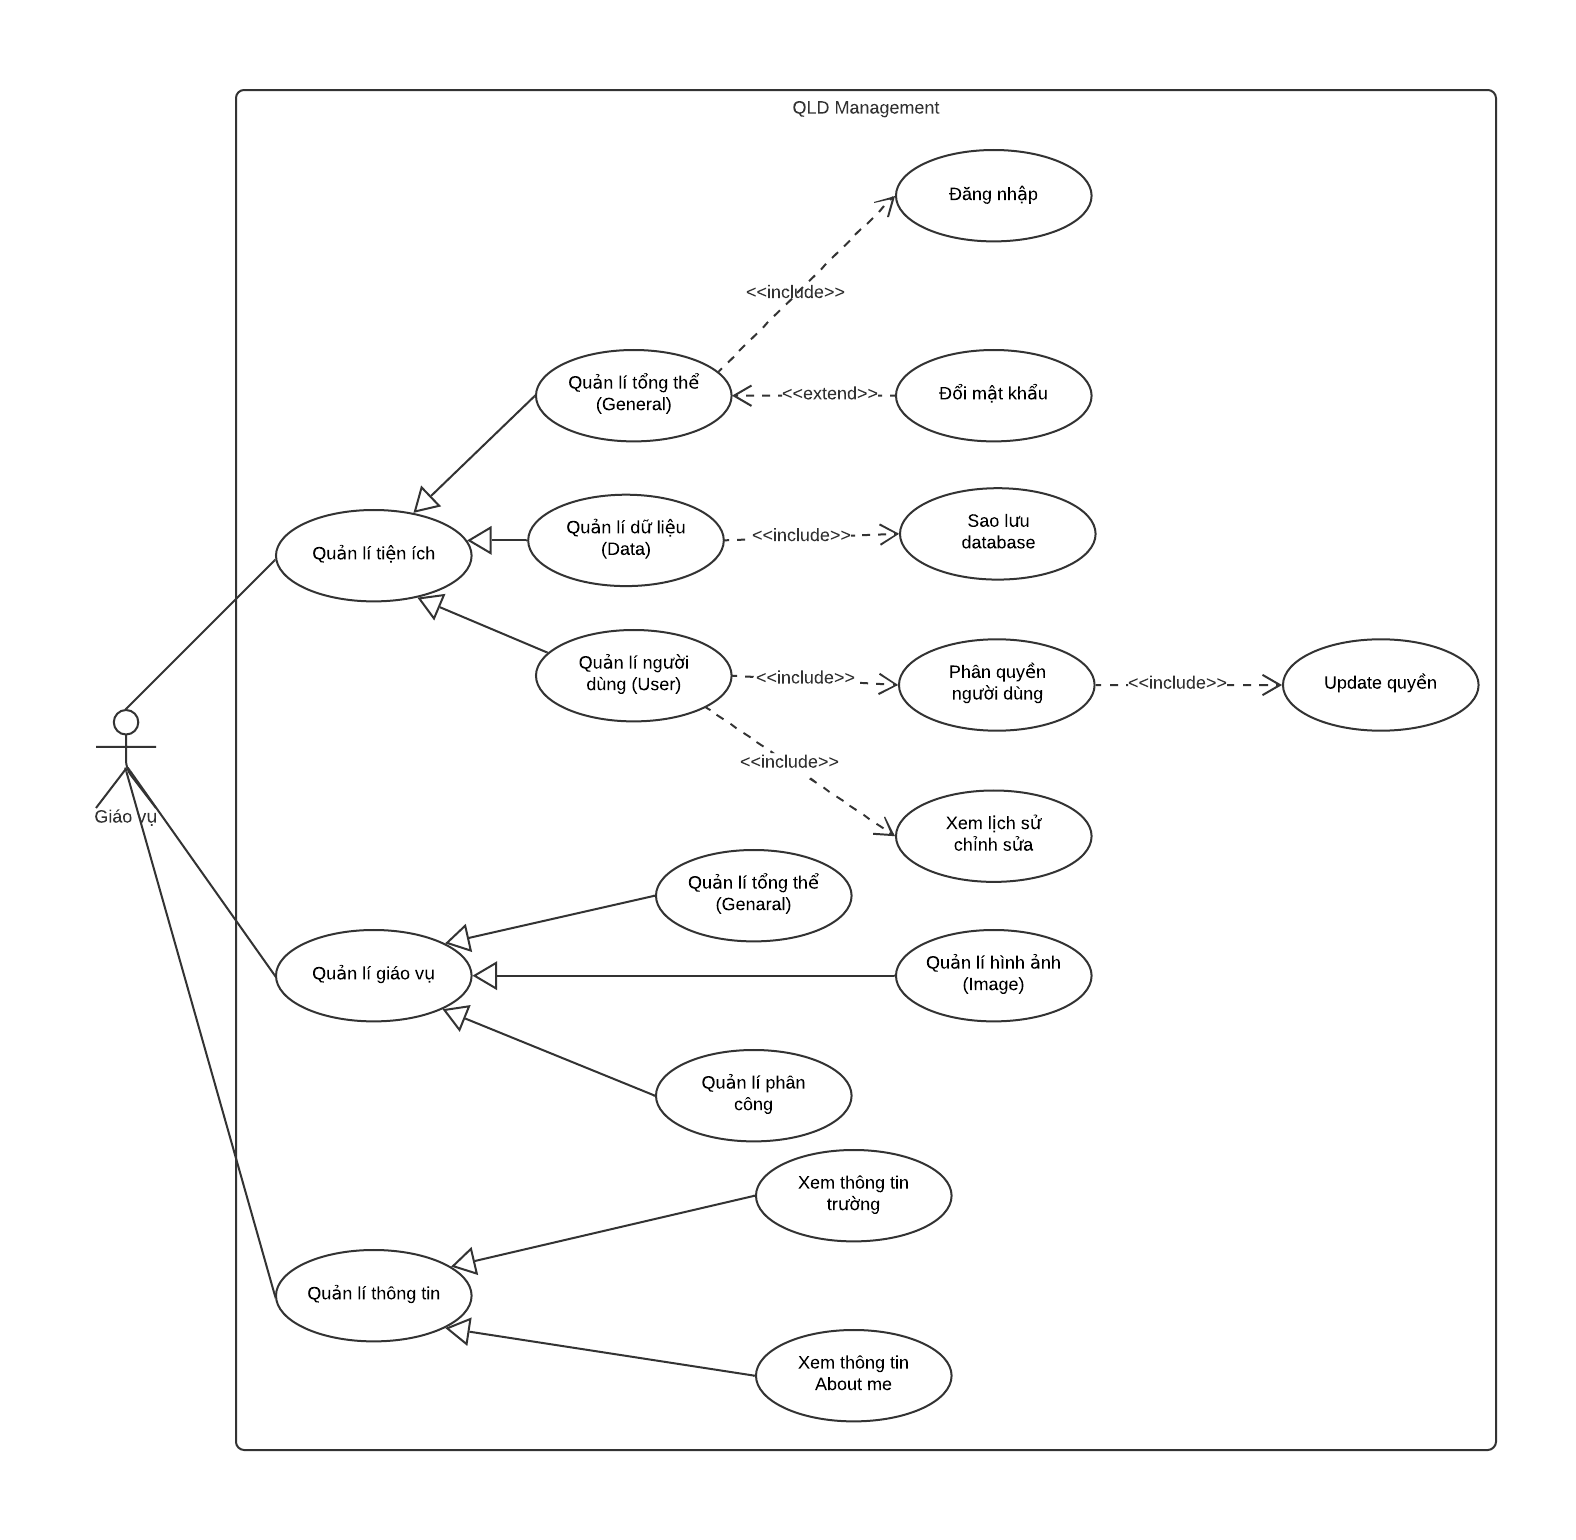 QLD Management
Đăng nhập
<<include>>
Quản lí tổng thể
(General)
<<extend>>
Đổi mật khẩu
Quản lí tiện ích
Quản lí dữ liệu
(Data)
<<include>>
Sao lưu
database
Quản lí người
dùng (User)
<<include>>
Phân quyền
người dùng
<<include>>
Update quyền
<<include>>
Xem lịch sử
chỉnh sửa
Giáo vụ
Quản lí tổng thể
(Genaral)
Quản lí giáo vụ
Quản lí hình ảnh
(Image)
Quản lí phân
công
Xem thông tin
trường
Quản lí thông tin
Xem thông tin
About me